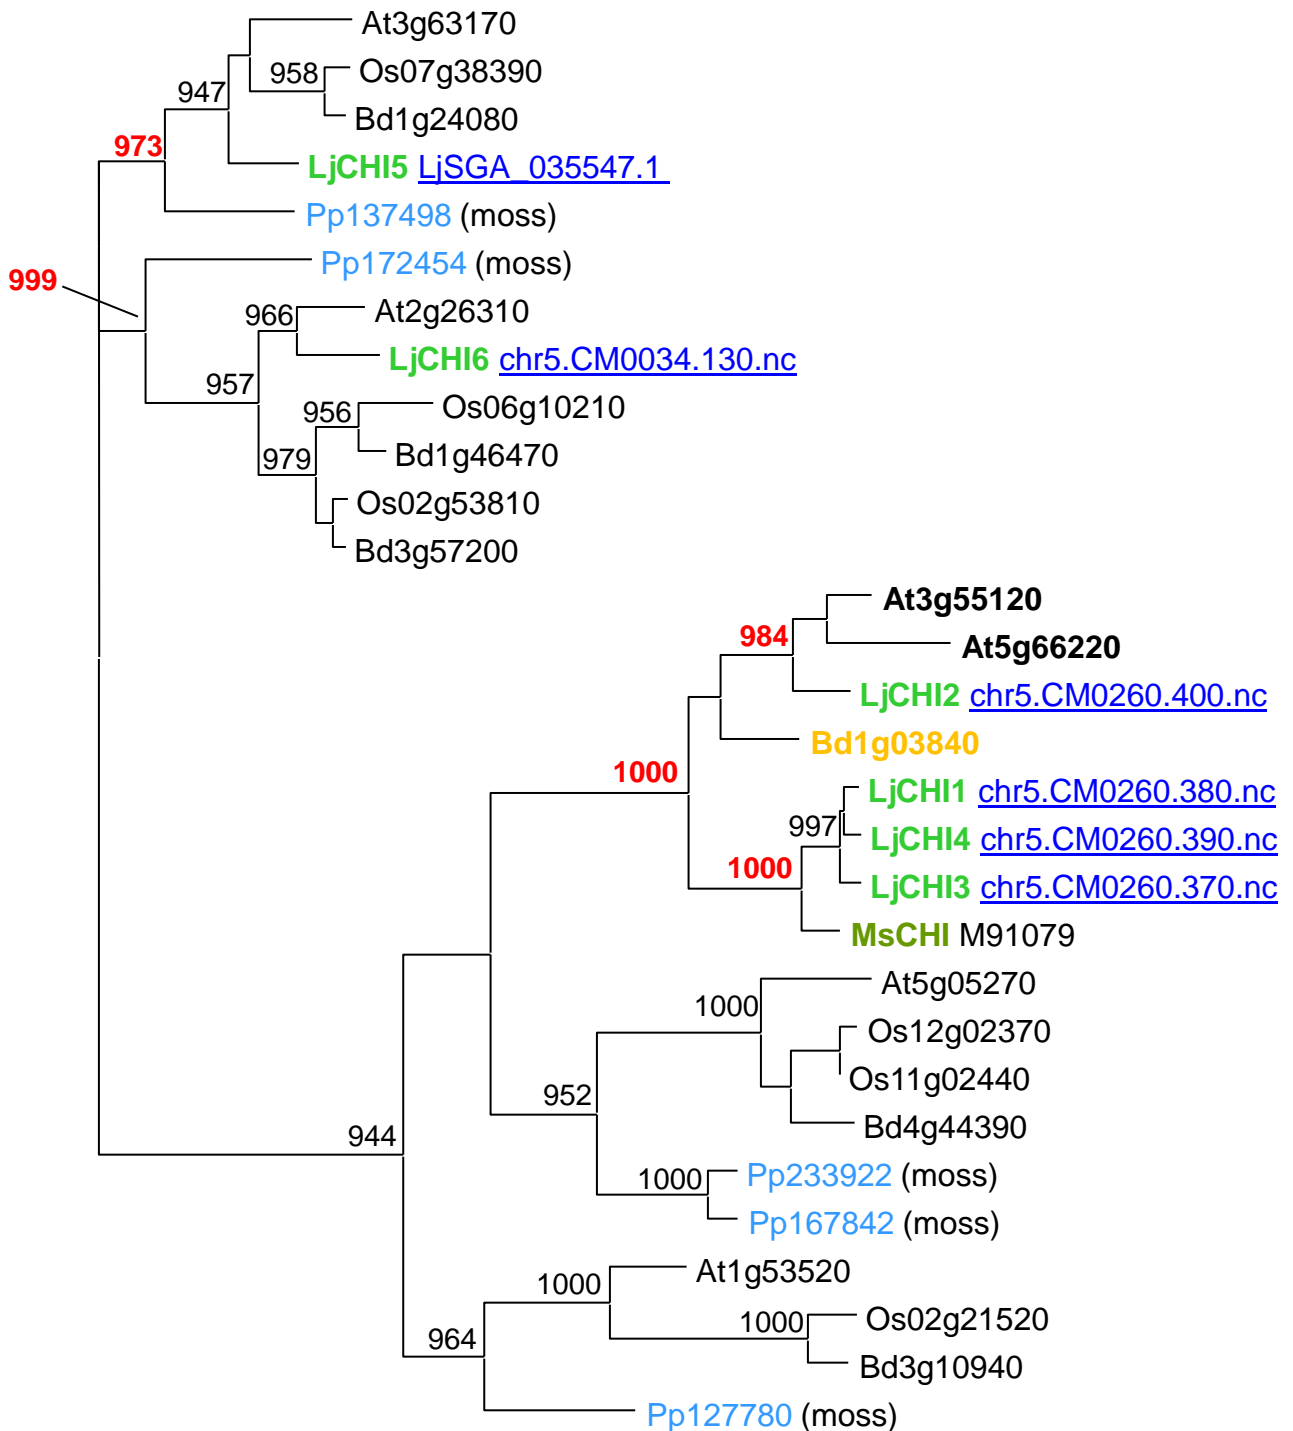 At3g63170
958 Os07g38390
947
Bd1g24080
973
LjCHI5 LjSGA_035547.1
Pp137498 (moss)
Pp172454 (moss)
999
966 At2g26310
LjCHI6 chr5.CM0034.130.nc
957
956 Os06g10210
979 Bd1g46470
Os02g53810
Bd3g57200
At3g55120
984
At5g66220
LjCHI2 chr5.CM0260.400.nc
Bd1g03840
1000
LjCHI1 chr5.CM0260.380.nc
997
LjCHI4 chr5.CM0260.390.nc
1000
LjCHI3 chr5.CM0260.370.nc
MsCHI M91079
At5g05270
1000
Os12g02370
Os11g02440
952
Bd4g44390
944
1000 Pp233922 (moss)
Pp167842 (moss)
At1g53520
1000
1000 Os02g21520
964
Bd3g10940
Pp127780 (moss)